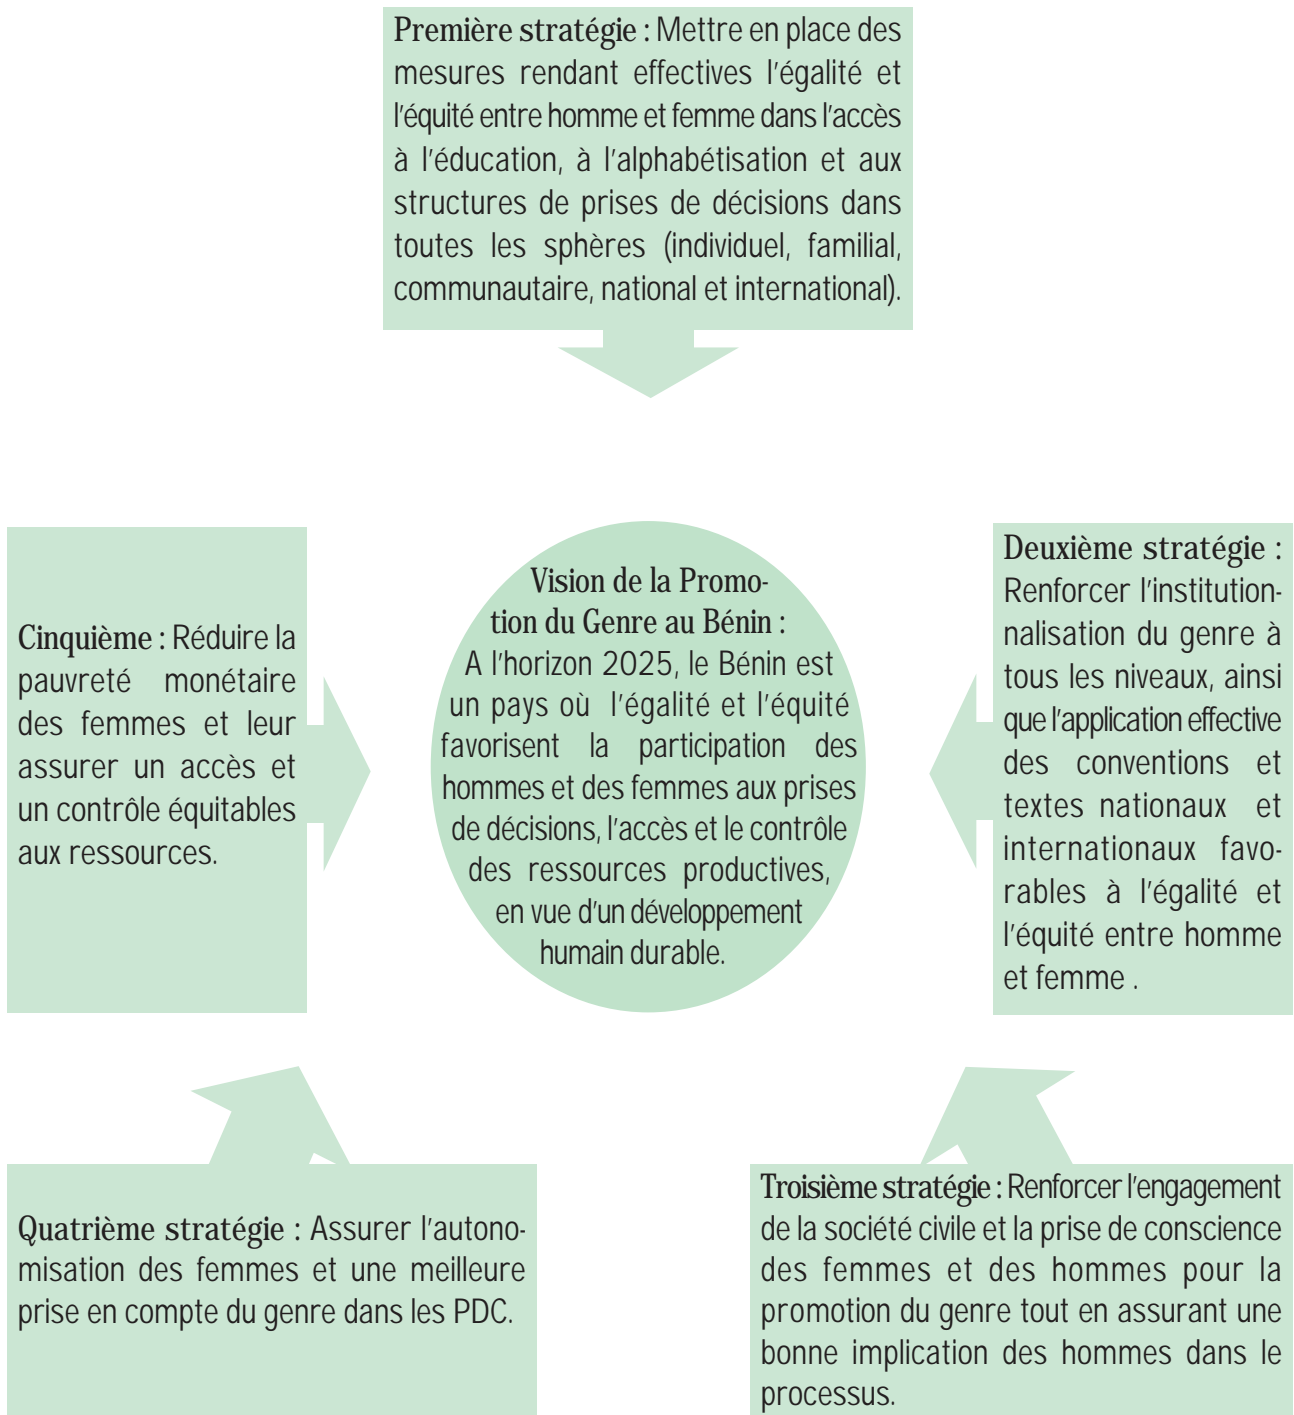 Première stratégie : Mettre en place des
mesures rendant effectives l'égalité et
l'équité entre homme et femme dans l'accès
à l'éducation, à l'alphabétisation et aux
structures de prises de décisions dans
toutes les sphères (individuel, familial,
communautaire, national et international).
Deuxième stratégie :
Renforcer l'institution-
nalisation du genre à
tous les niveaux, ainsi
que l'application effective
des conventions et
textes nationaux et
internationaux favo-
rables à l'égalité et
l'équité entre homme
et femme .
Vision de la Promo-
tion du Genre au Bénin :
A l'horizon 2025, le Bénin est
un pays où l'égalité et l'équité
favorisent la participation des
hommes et des femmes aux prises
de décisions, l'accès et le contrôle
des ressources productives,
en vue d'un développement
humain durable.
Cinquième : Réduire la
pauvreté monétaire
des femmes et leur
assurer un accès et
un contrôle équitables
aux ressources.
Troisième stratégie : Renforcer l'engagement
de la société civile et la prise de conscience
des femmes et des hommes pour la
promotion du genre tout en assurant une
bonne implication des hommes dans le
processus.
Quatrième stratégie : Assurer l'autono-
misation des femmes et une meilleure
prise en compte du genre dans les PDC.